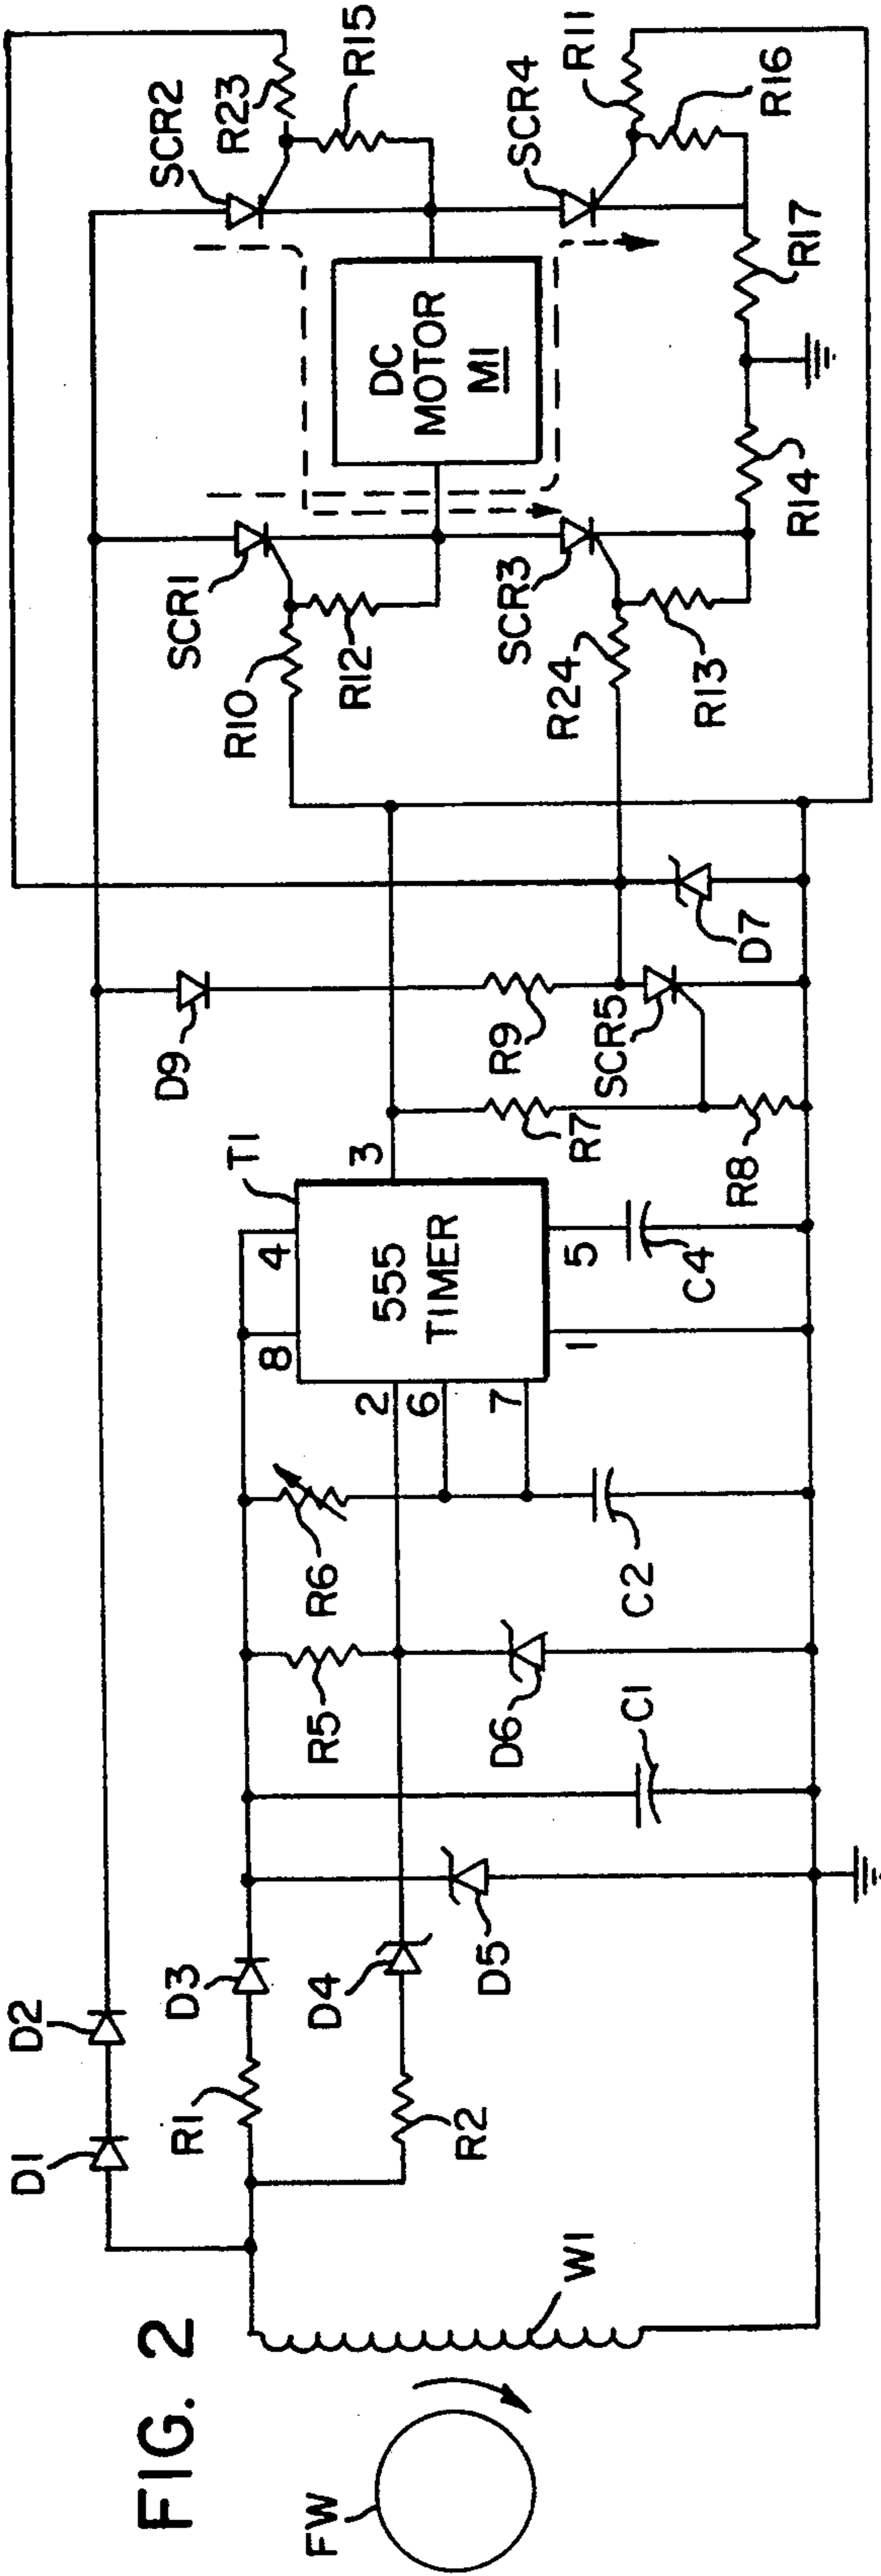 FIG. 2
FW
W1
D1
D2
R1
D3
R2
D4
D5
C1
R5
D6
R6
C2
T1
8
4
2
6
7
555
TIMER
3
1
5
C4
D9
R7
R8
R9
SCR5
D7
R10
SCR1
R12
R24
SCR3
R13
R14
DC
MOTOR
M1
SCR2
R23
R15
SCR4
R11
R16
R17